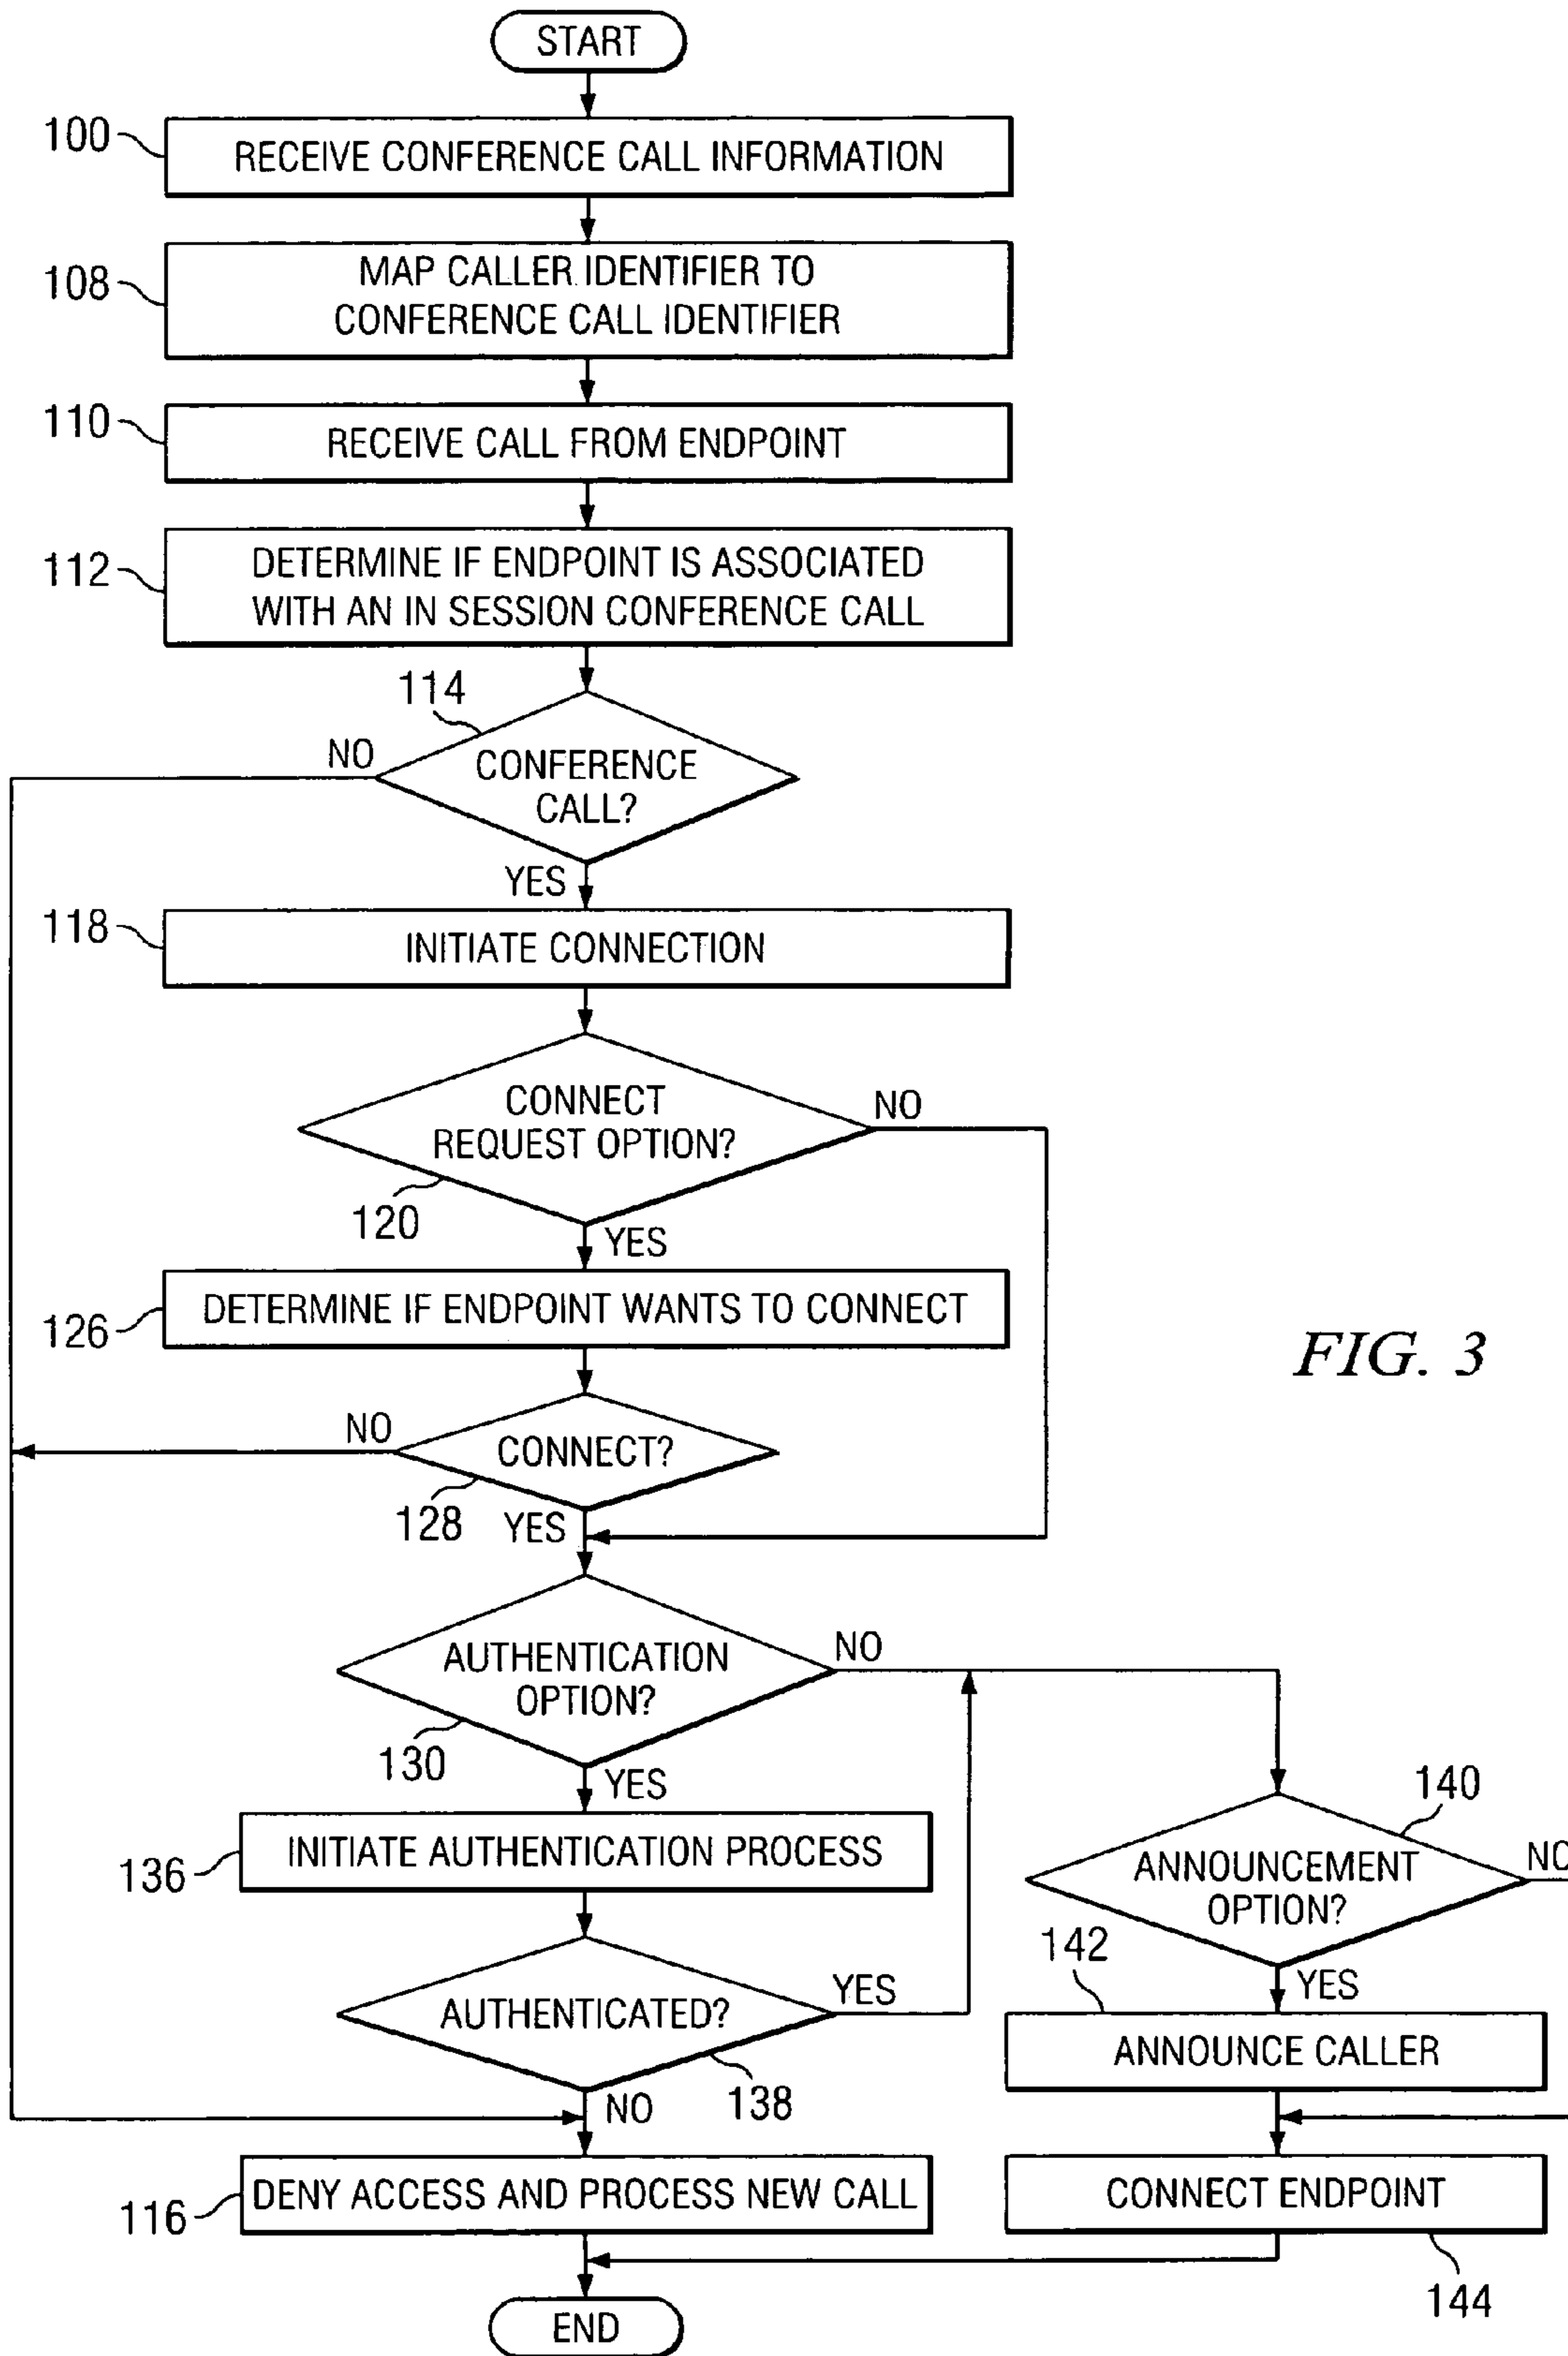 START
100
RECEIVE CONFERENCE CALL INFORMATION
108
MAP CALLER IDENTIFIER TO
CONFERENCE CALL IDENTIFIER
110
RECEIVE CALL FROM ENDPOINT
112
DETERMINE IF ENDPOINT IS ASSOCIATED
WITH AN IN SESSION CONFERENCE CALL
114
NO
CONFERENCE
CALL?
YES
118
INITIATE CONNECTION
CONNECT
REQUEST OPTION?
NO
120
YES
126
DETERMINE IF ENDPOINT WANTS TO CONNECT
FIG. 3
NO
CONNECT?
128
YES
AUTHENTICATION
OPTION?
NO
130
YES
140
136
INITIATE AUTHENTICATION PROCESS
ANNOUNCEMENT
OPTION?
NO
142
YES
AUTHENTICATED?
YES
ANNOUNCE CALLER
138
NO
116
DENY ACCESS AND PROCESS NEW CALL
CONNECT ENDPOINT
144
END